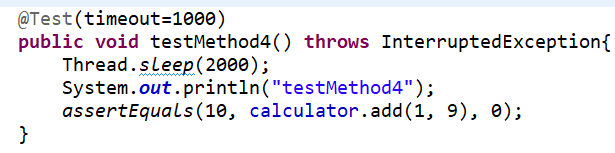 @Test(timeout=1000)
public void testMethod4() throws InterruptedException{
Thread.sleep(2000);
System.out.println("testMethod4");
assertEquals(10, calculator.add(1, 9), 0);
}